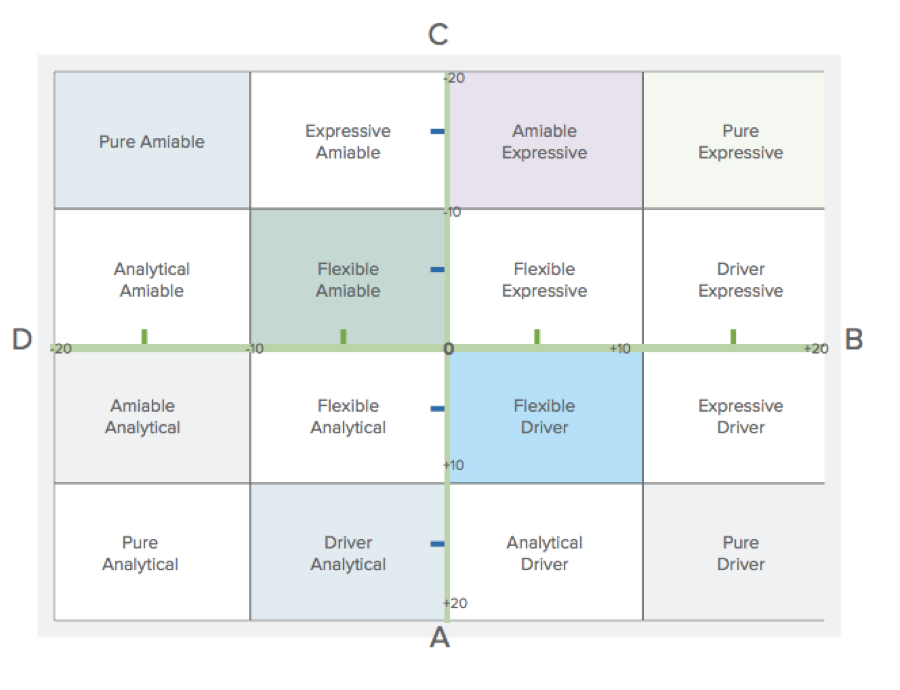 C
-20
Pure Amiable
Expressive
Amiable
Amiable
Expressive
Pure
Expressive
-10
Analytical
Amiable
Flexible
Amiable
Flexible
Expressive
Driver
Expressive
D
-20
-10
0
+10
+20
B
Amiable
Analytical
Flexible
Analytical
Flexible
Driver
Expressive
Driver
+10
Pure
Analytical
Driver
Analytical
Analytical
Driver
Pure
Driver
+20
A